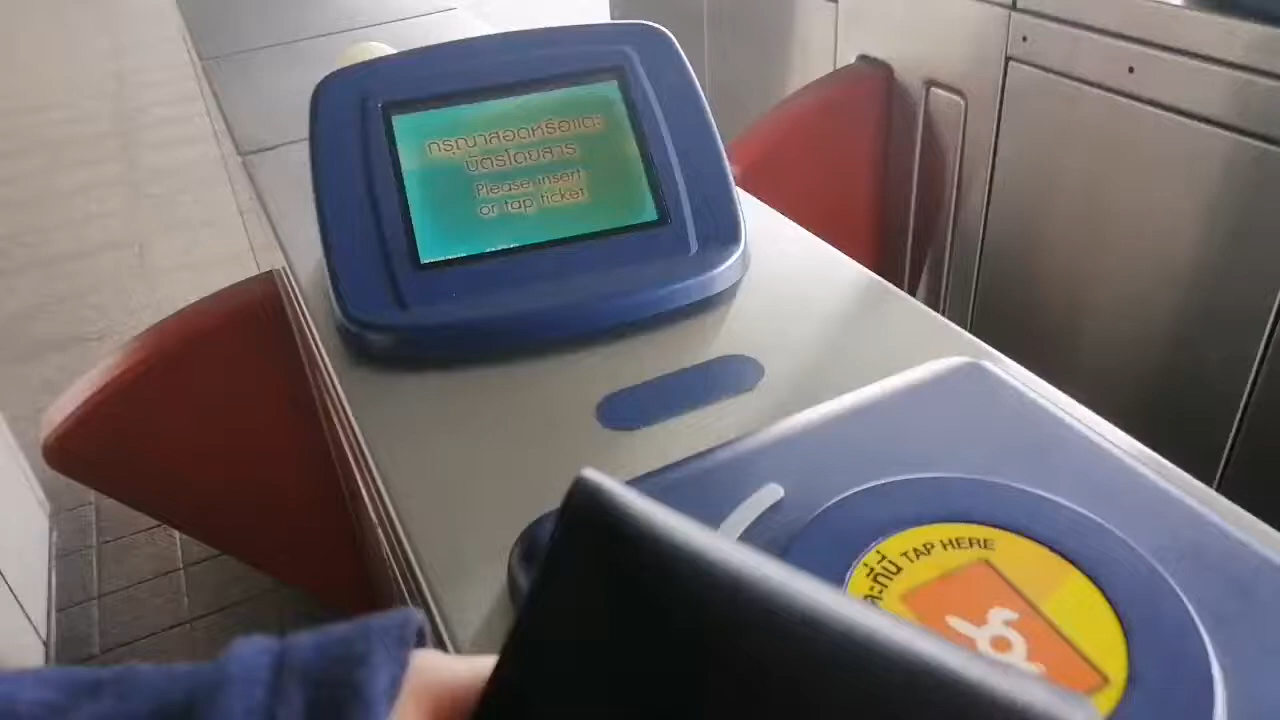 กรุณาสอดหรือแตะ
บัตรโดยสาร
Please insert
or tap ticket
TAP HERE